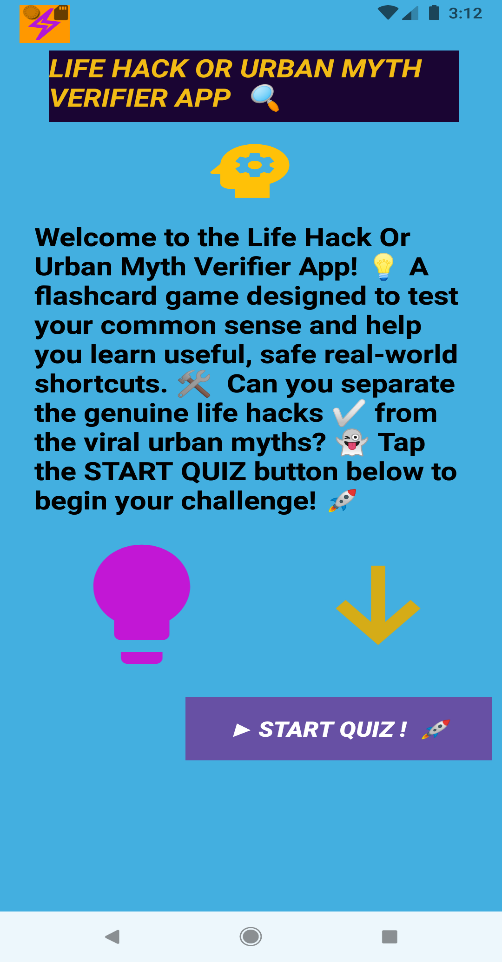 3:12
LIFE HACK OR URBAN MYTH
VERIFIER APP 🔍
Welcome to the Life Hack Or
Urban Myth Verifier App! 💡 A
flashcard game designed to test
your common sense and help
you learn useful, safe real-world
shortcuts. 🛠️ Can you separate
the genuine life hacks ✔️ from
the viral urban myths? 👻 Tap
the START QUIZ button below to
begin your challenge! 🚀
► START QUIZ ! 🚀